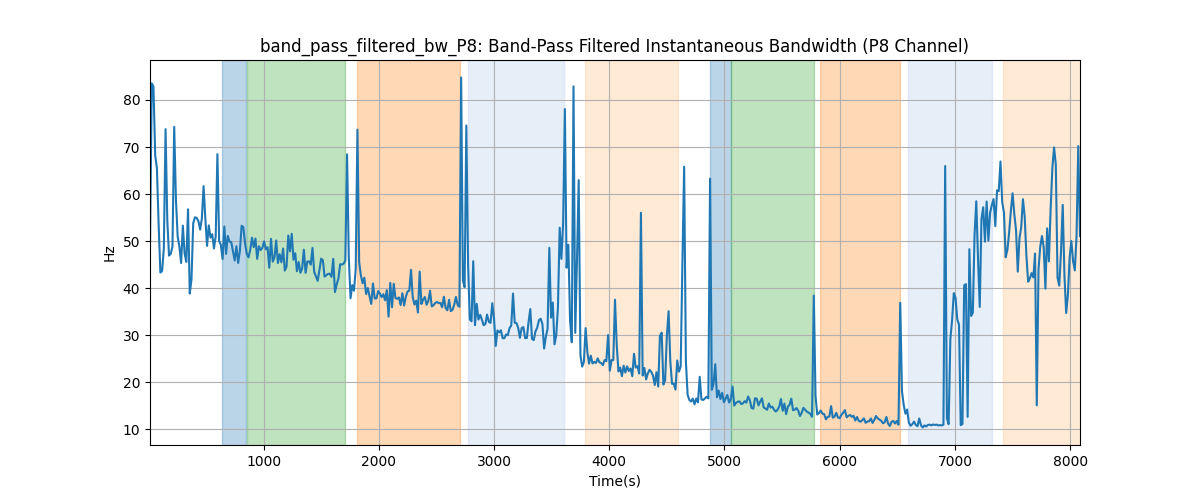 band_pass_filtered_bw_P8: Band-Pass Filtered Instantaneous Bandwidth (P8 Channel)
80
70
60
50
40
30
20
10
Hz
1000 2000 3000 4000 5000 6000 7000 8000
Time(s)